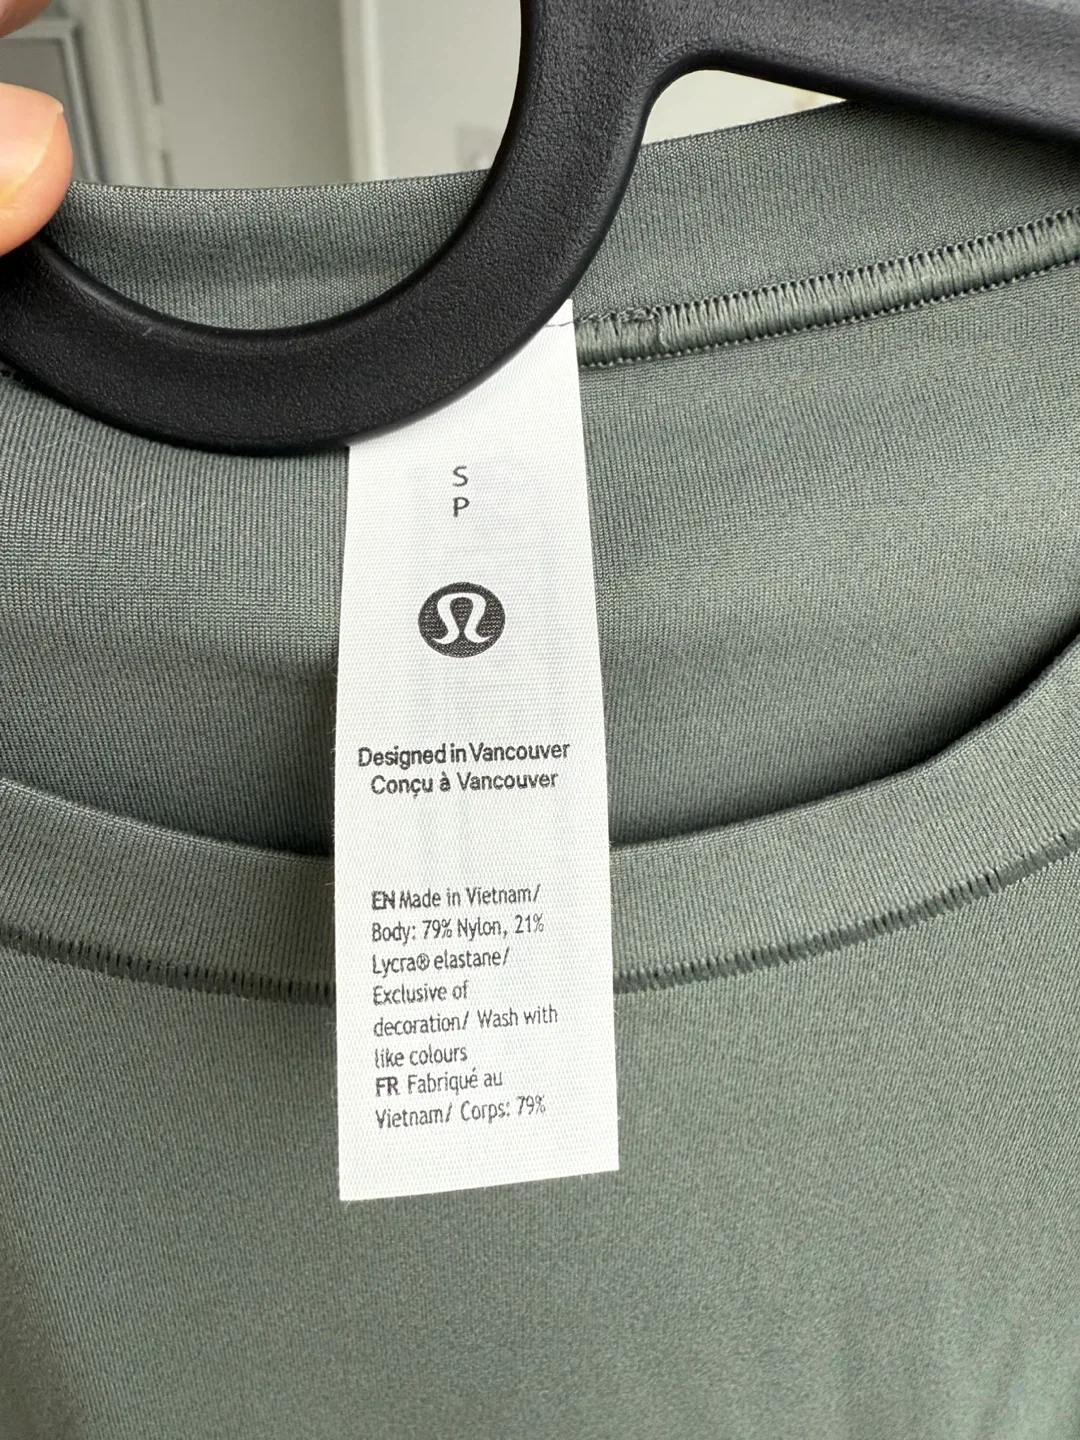 S
P
Designed in Vancouver
Conçu à Vancouver
EN Made in Vietnam/
Body: 79% Nylon, 21%
Lycra® elastane/
Exclusive of
decoration/ Wash with
like colours
FR Fabriqué au
Vietnam/ Corps: 79%